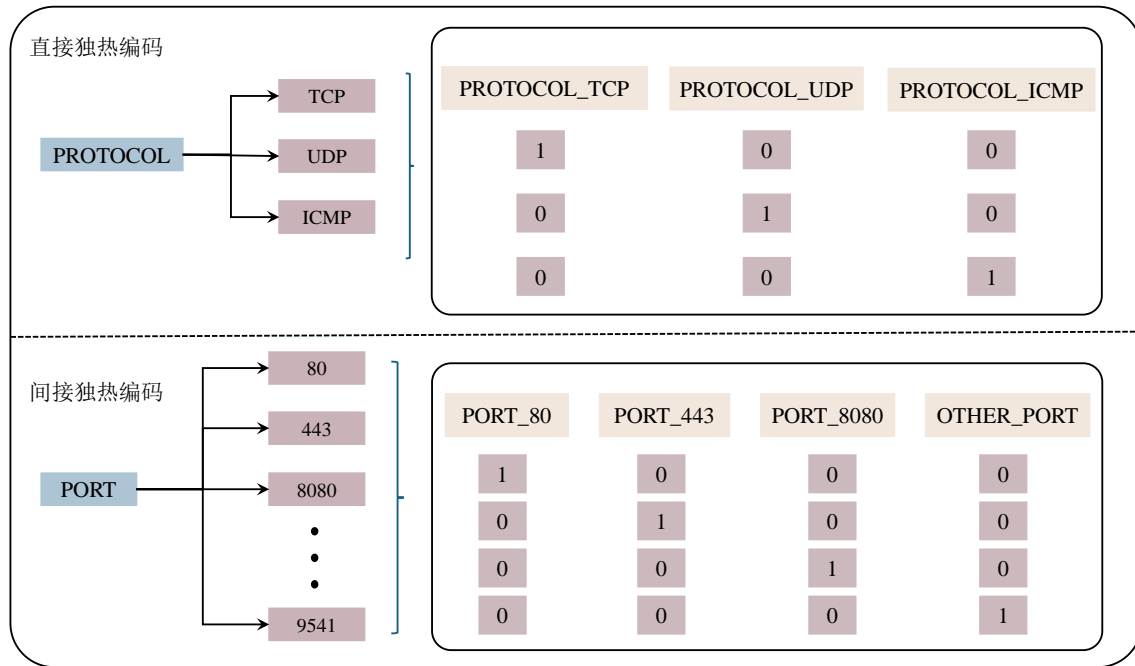 直接独热编码
PROTOCOL
TCP
UDP
ICMP
PROTOCOL_TCP PROTOCOL_UDP PROTOCOL_ICMP
1 0 0
0 1 0
0 0 1
间接独热编码
PORT
80
443
8080
9541
PORT_80 PORT_443 PORT_8080 OTHER_PORT
1 0 0 0
0 1 0 0
0 0 1 0
0 0 0 1